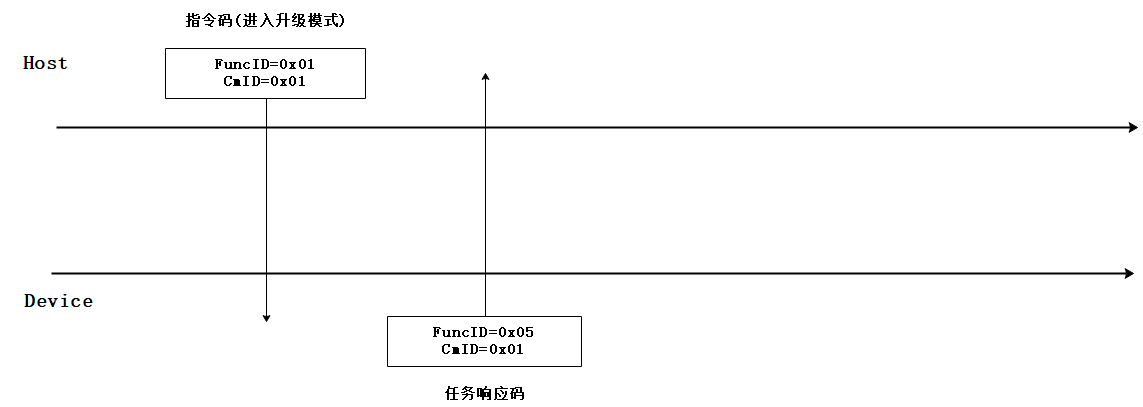 指令码(进入升级模式)
Host
FuncID=0x01
CmID=0x01
Device
FuncID=0x05
CmID=0x01
任务响应码